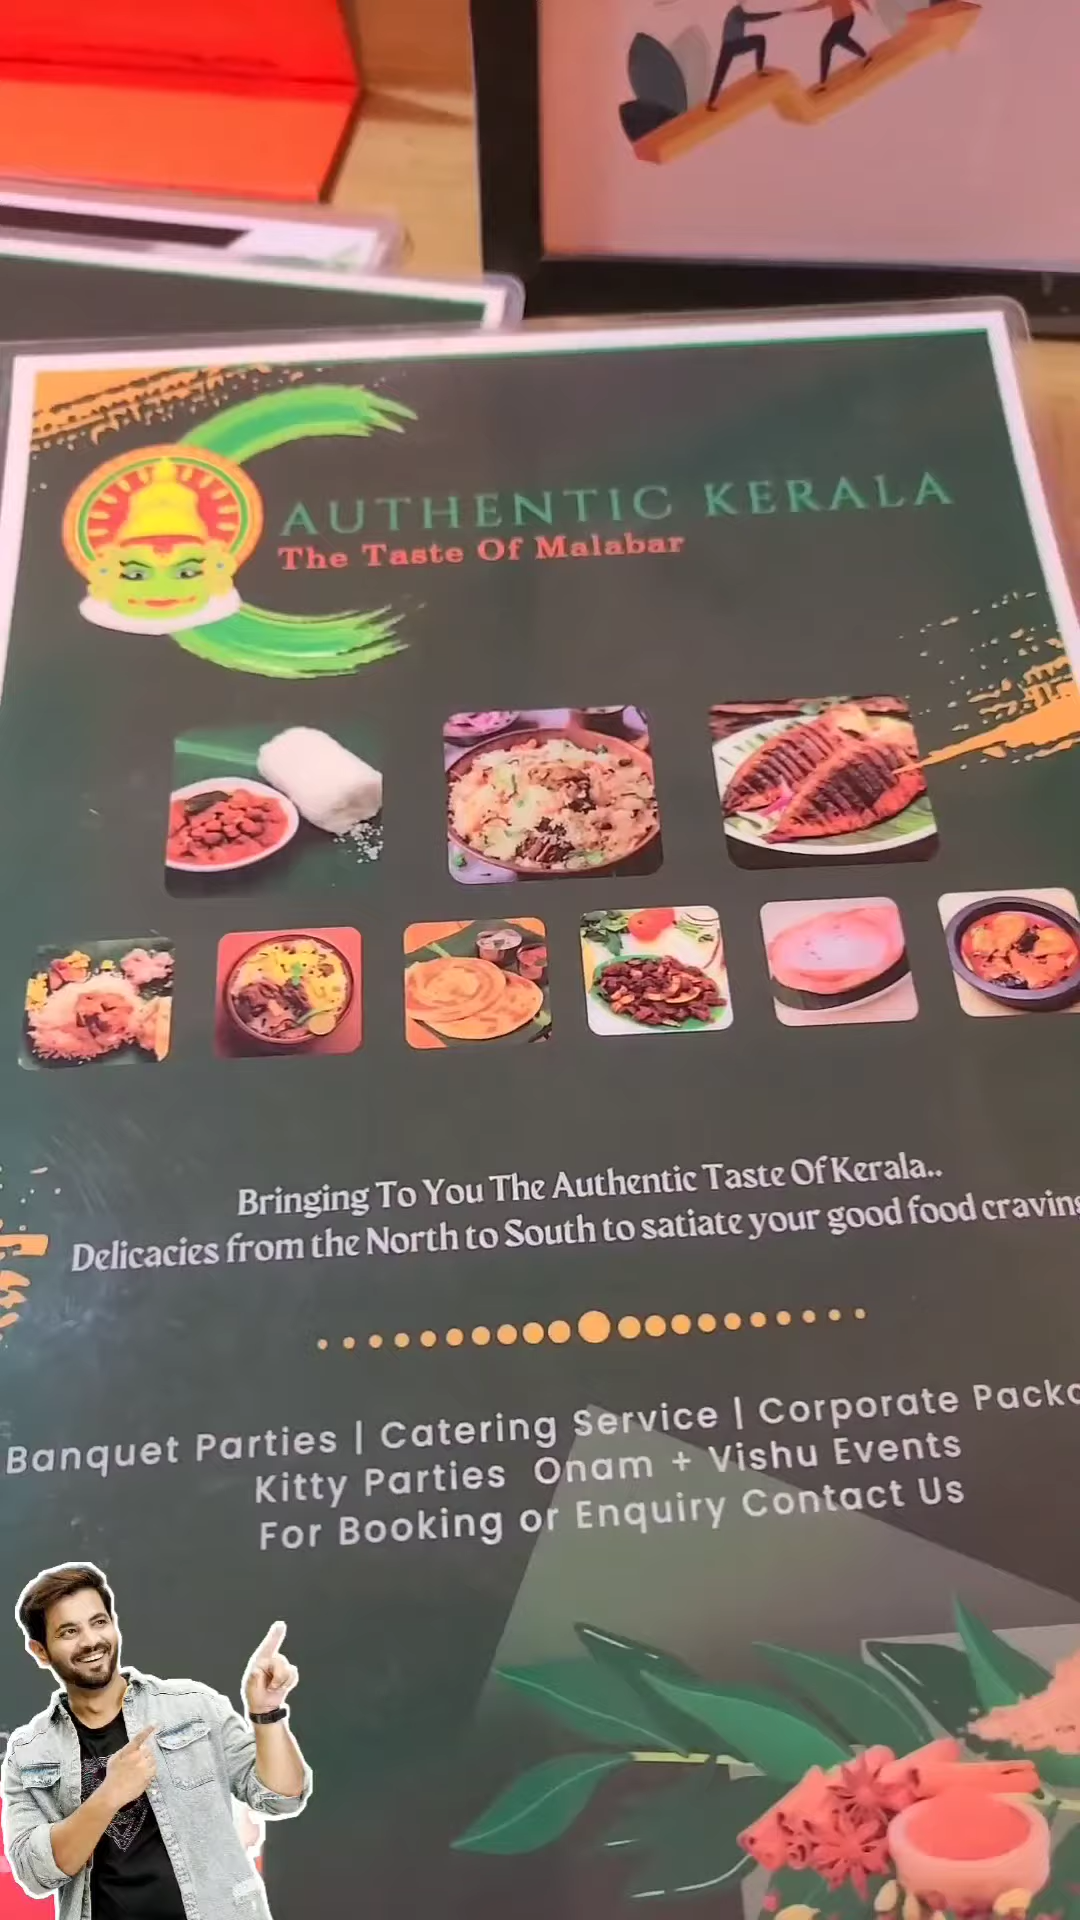 AUTHENTIC KERALA
The Taste Of Malabar
Bringing To You The Authentic Taste Of Kerala..
Delicacies from the North to South to satiate your good food
Banquet Parties | Catering Service | Corporate
Kitty Parties Onam + Vishu Events
For Booking or Enquiry Contact Us